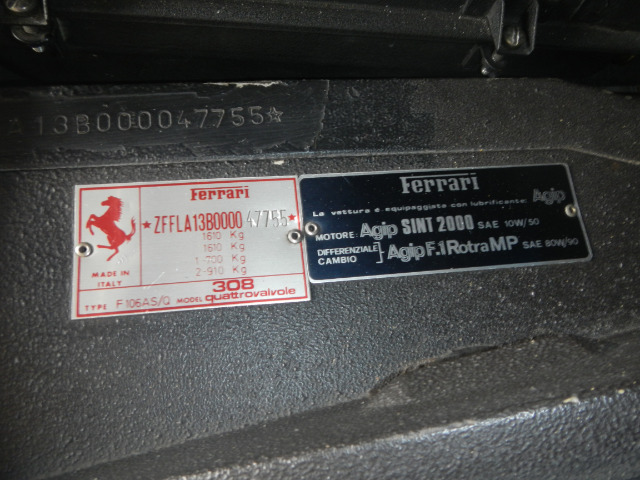 13B000047755☆
Ferrari
★ZFFLA13B0000 47755★
1610 Kg
1610 Kg
1-700 Kg
2-910 Kg
MADE IN
ITALY
308
TYPE F106AS/Q MODEL quattrovalvole
Ferrari
La vettura è equipaggiata con lubrificante: Agip
MOTORE: Agip SINT 2000 SAE 10W/50
DIFFERENZIALE
CAMBIO ] Agip F.1 Rotra MP SAE 80W/90